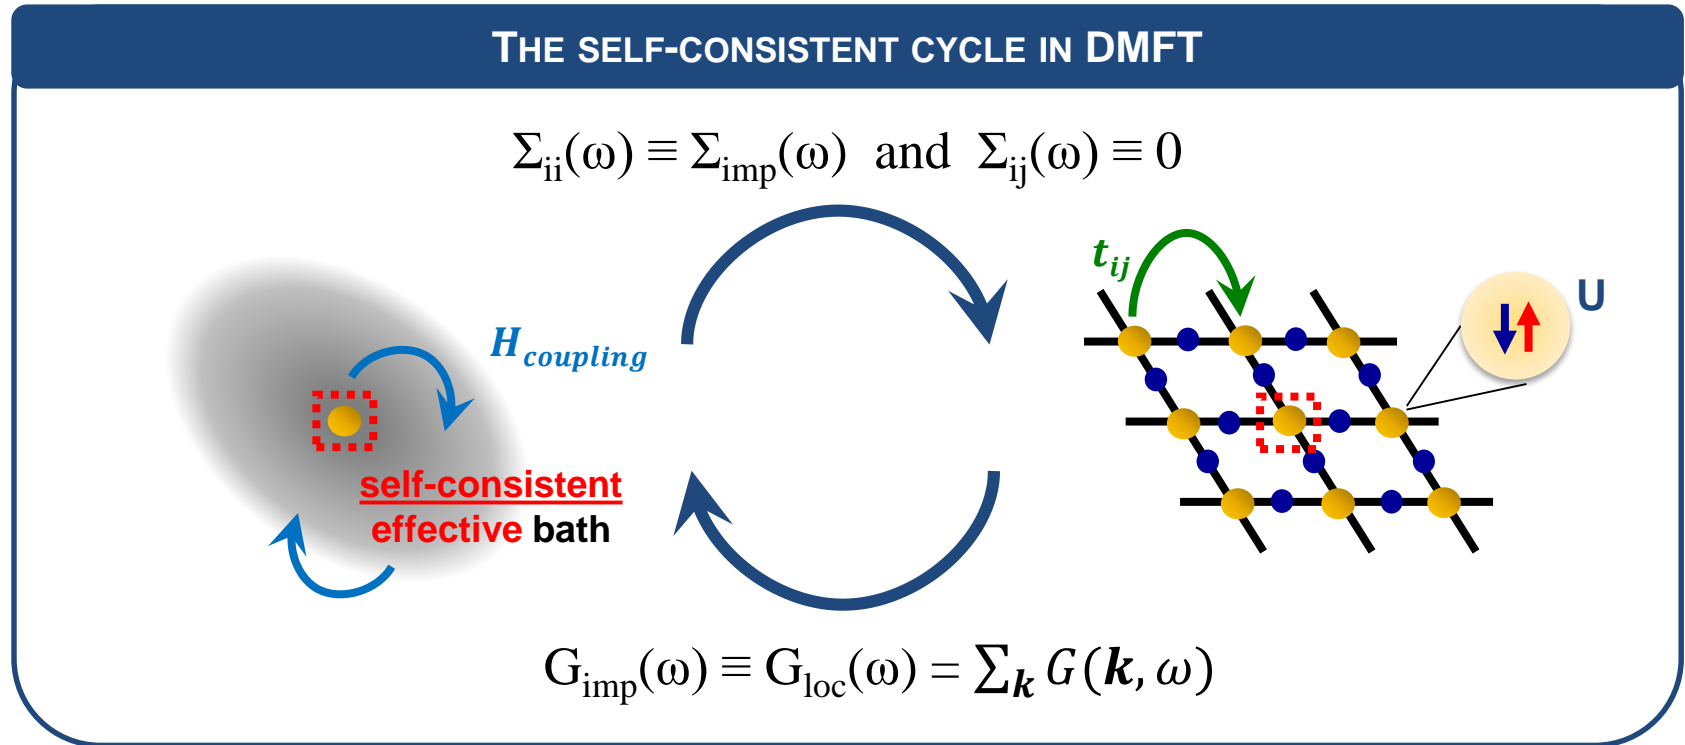 THE SELF-CONSISTENT CYCLE IN DMFT
Σii(ω) ≡ Σimp(ω) and Σij(ω) ≡ 0
tij
U
Hcoupling
self-consistent
effective bath
Gimp(ω) ≡ Gloc(ω) = ∑k G(k, ω)